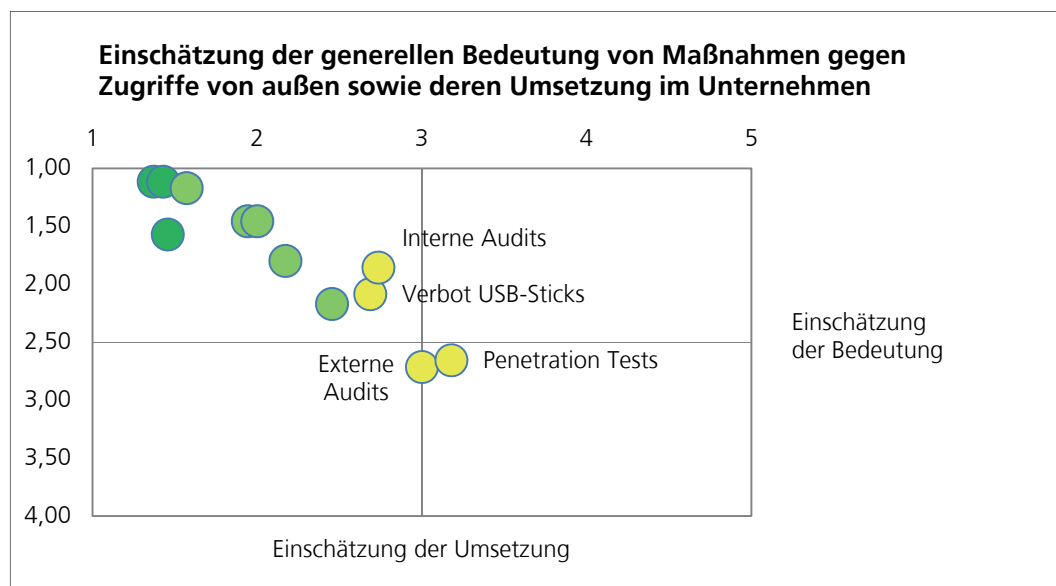 Einschätzung der generellen Bedeutung von Maßnahmen gegen
Zugriffe von außen sowie deren Umsetzung im Unternehmen
1 2 3 4 5
1,00
1,50
2,00
2,50
3,00
3,50
4,00
Interne Audits
Verbot USB-Sticks
Externe
Audits
Penetration Tests
Einschätzung
der Bedeutung
Einschätzung der Umsetzung